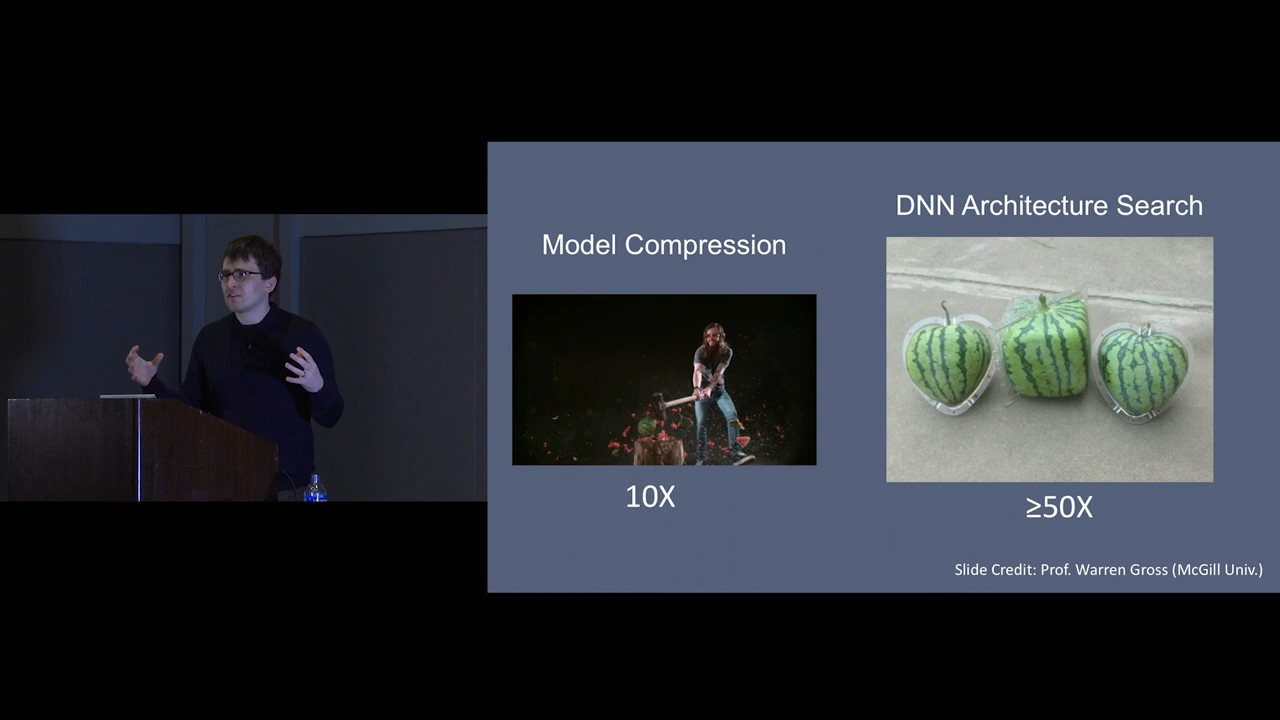 Model Compression
10X
DNN Architecture Search
≥50X
Slide Credit: Prof. Warren Gross (McGill Univ.)